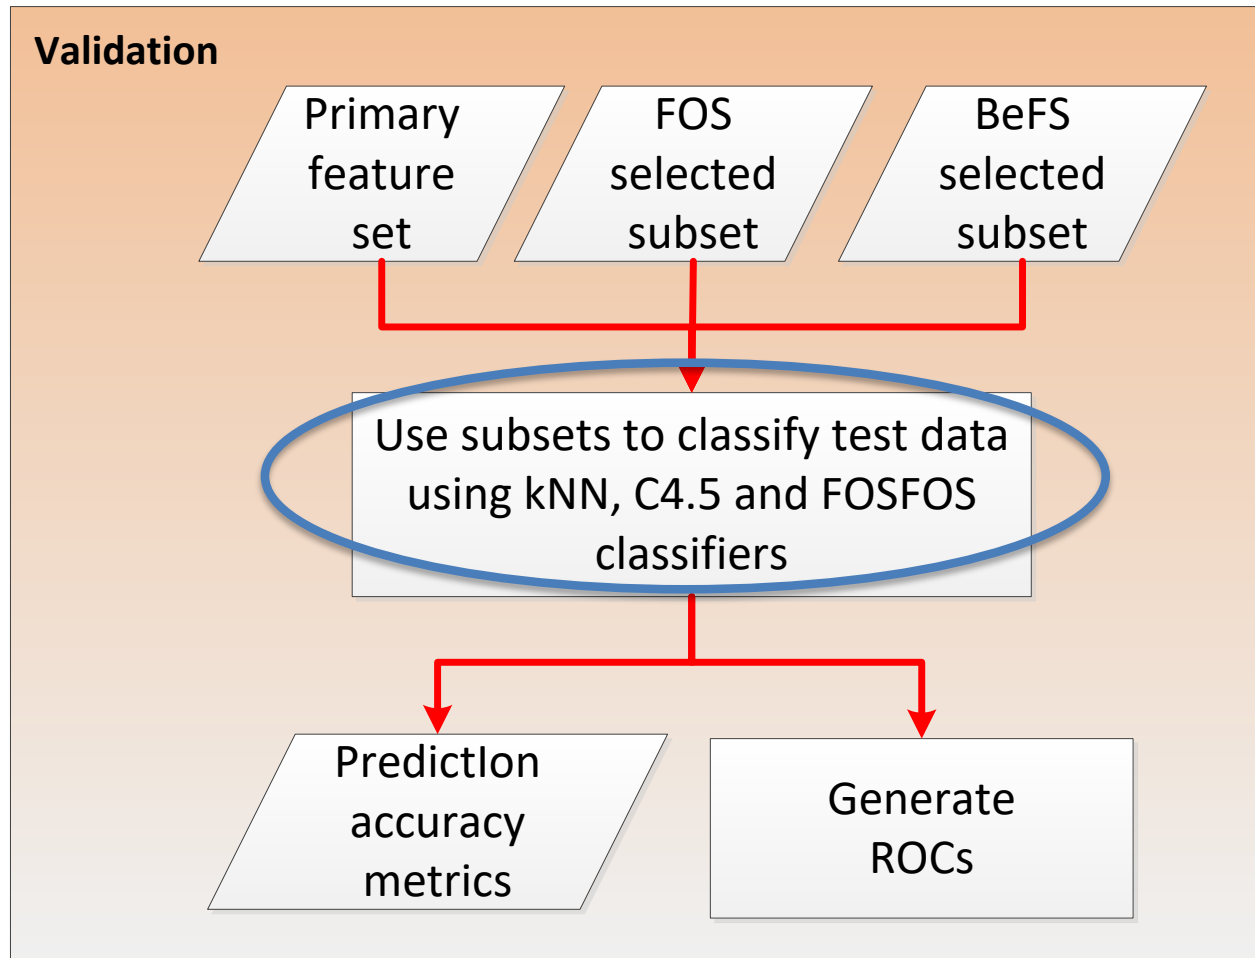 Validation
Primary
feature
set
FOS
selected
subset
BeFS
selected
subset
Use subsets to classify test data
using kNN, C4.5 and FOSFOS
classifiers
PredictIon
accuracy
metrics
Generate
ROCs